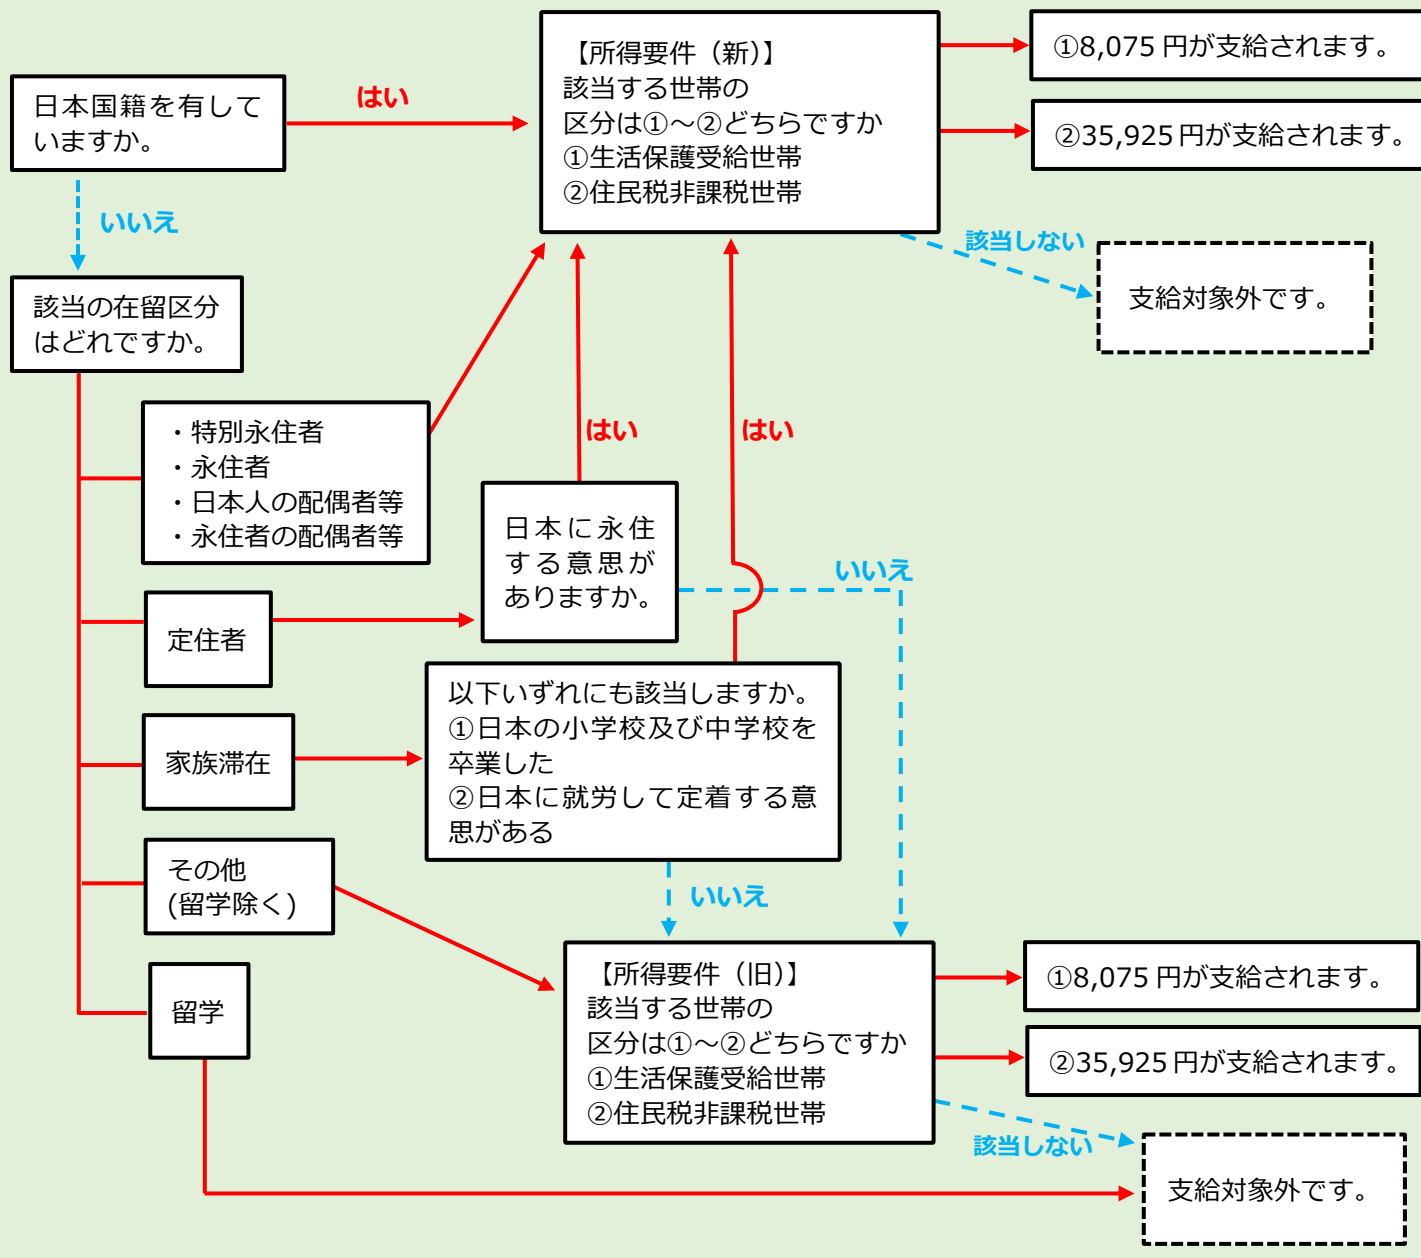 日本国籍を有して
いますか。
はい
【所得要件（新）】
該当する世帯の
区分は①～②どちらですか
①生活保護受給世帯
②住民税非課税世帯
①8,075円が支給されます。
②35,925円が支給されます。
該当しない
支給対象外です。
いいえ
該当の在留区分
はどれですか。
・特別永住者
・永住者
・日本人の配偶者等
・永住者の配偶者等
はい
はい
日本に永住
する意思が
ありますか。
いいえ
定住者
家族滞在
以下いずれにも該当しますか。
①日本の小学校及び中学校を
卒業した
②日本に就労して定着する意
思がある
いいえ
その他
(留学除く)
留学
【所得要件（旧）】
該当する世帯の
区分は①～②どちらですか
①生活保護受給世帯
②住民税非課税世帯
①8,075円が支給されます。
②35,925円が支給されます。
該当しない
支給対象外です。